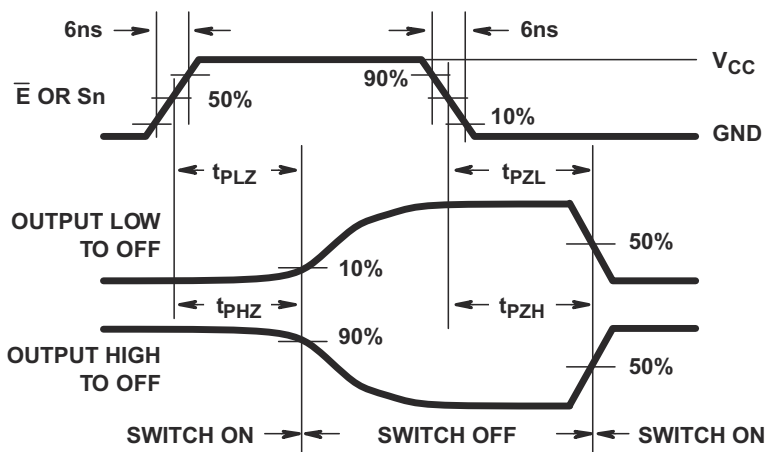 6ns
6ns
V_CC
E̅ OR Sn
50%
90%
10%
GND
t_PLZ
t_PZL
OUTPUT LOW
TO OFF
10%
50%
t_PHZ
t_PZH
90%
OUTPUT HIGH
TO OFF
50%
SWITCH ON
SWITCH OFF
SWITCH ON